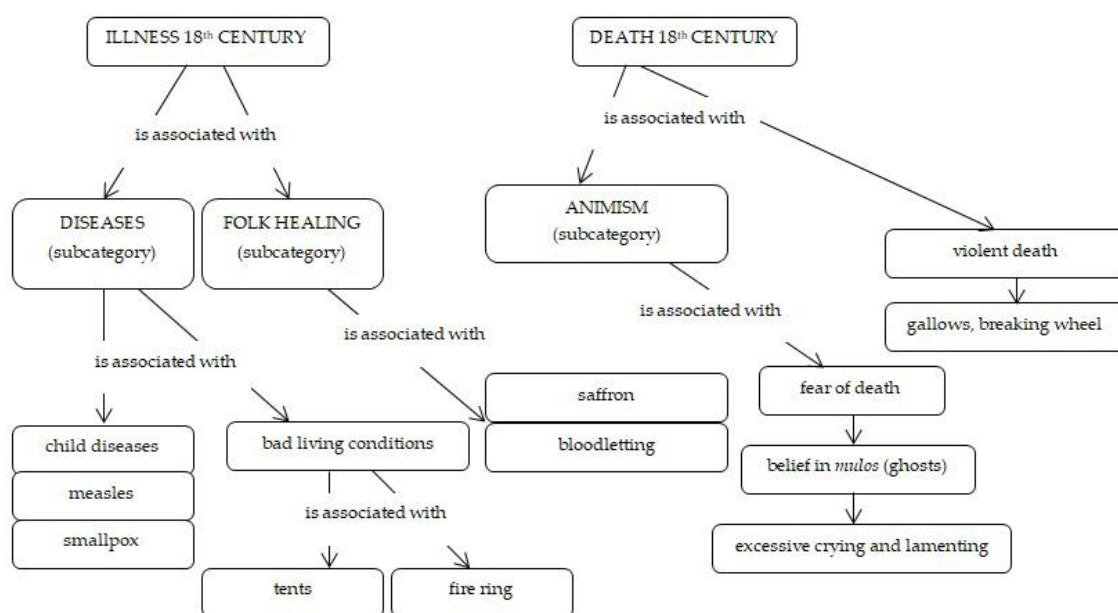 ILLNESS 18th CENTURY
DEATH 18th CENTURY
is associated with
is associated with
DISEASES
(subcategory)
FOLK HEALING
(subcategory)
ANIMISM
(subcategory)
violent death
gallows, breaking wheel
is associated with
is associated with
is associated with
child diseases
measles
smallpox
bad living conditions
saffron
bloodletting
fear of death
belief in mulos (ghosts)
excessive crying and lamenting
is associated with
tents
fire ring